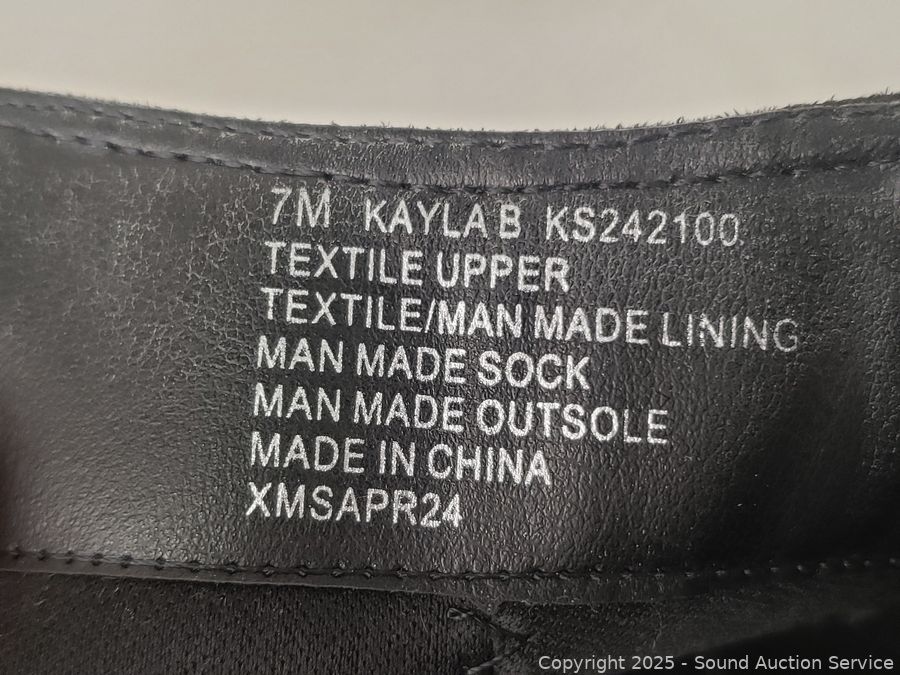 7M KAYLA B KS242100
TEXTILE UPPER
TEXTILE/MAN MADE LINING
MAN MADE SOCK
MAN MADE OUTSOLE
MADE IN CHINA
XMSAPR24
Copyright 2025 - Sound Auction Service